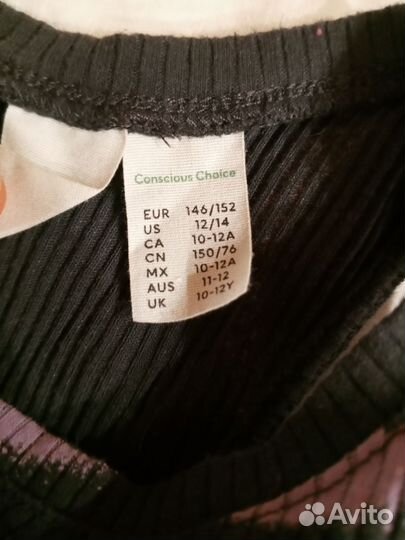 Conscious Choice
EUR 146/152
US 12/14
CA 10-12A
CN 150/76
MX 10-12A
AUS 11-12
UK 10-12Y
Avito